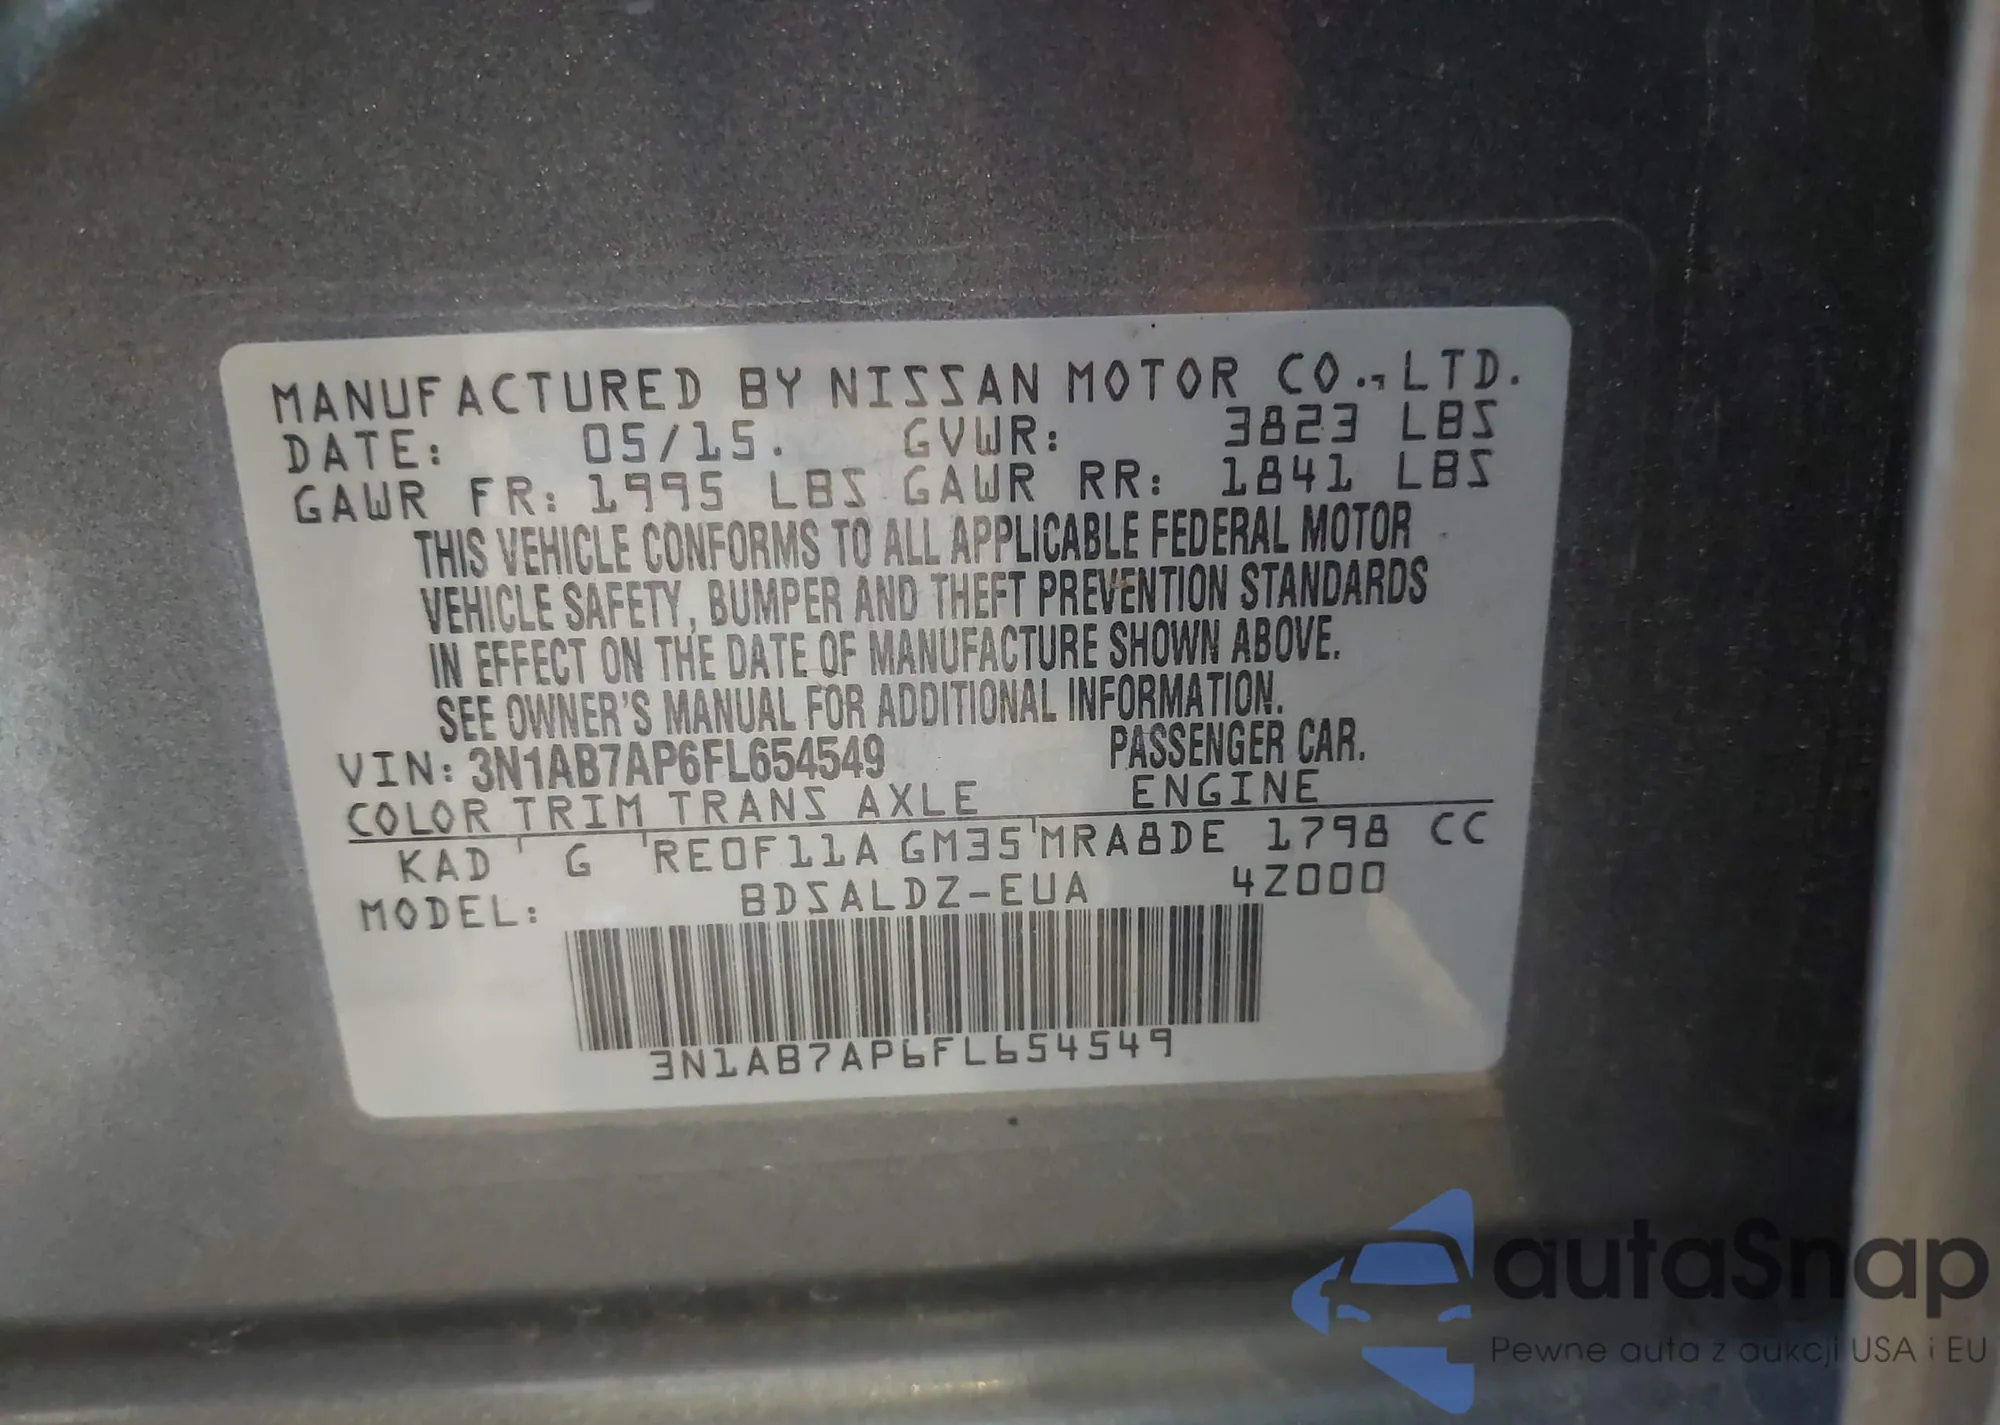 MANUFACTURED BY NISSAN MOTOR CO., LTD.
DATE: 05/15. GVWR: 3823 LBS
GAWR FR: 1995 LBS GAWR RR: 1841 LBS
THIS VEHICLE CONFORMS TO ALL APPLICABLE FEDERAL MOTOR
VEHICLE SAFETY, BUMPER AND THEFT PREVENTION STANDARDS
IN EFFECT ON THE DATE OF MANUFACTURE SHOWN ABOVE.
SEE OWNER'S MANUAL FOR ADDITIONAL INFORMATION.
VIN: 3N1AB7AP6FL654549 PASSENGER CAR.
COLOR TRIM TRANS AXLE ENGINE
KAD G RE0F11A GM35 MRA8DE 1798 CC
MODEL: BDSALDZ-EUA 4Z000
3N1AB7AP6FL654549
autaSnap
Pewne auta z aukcji USA i EU